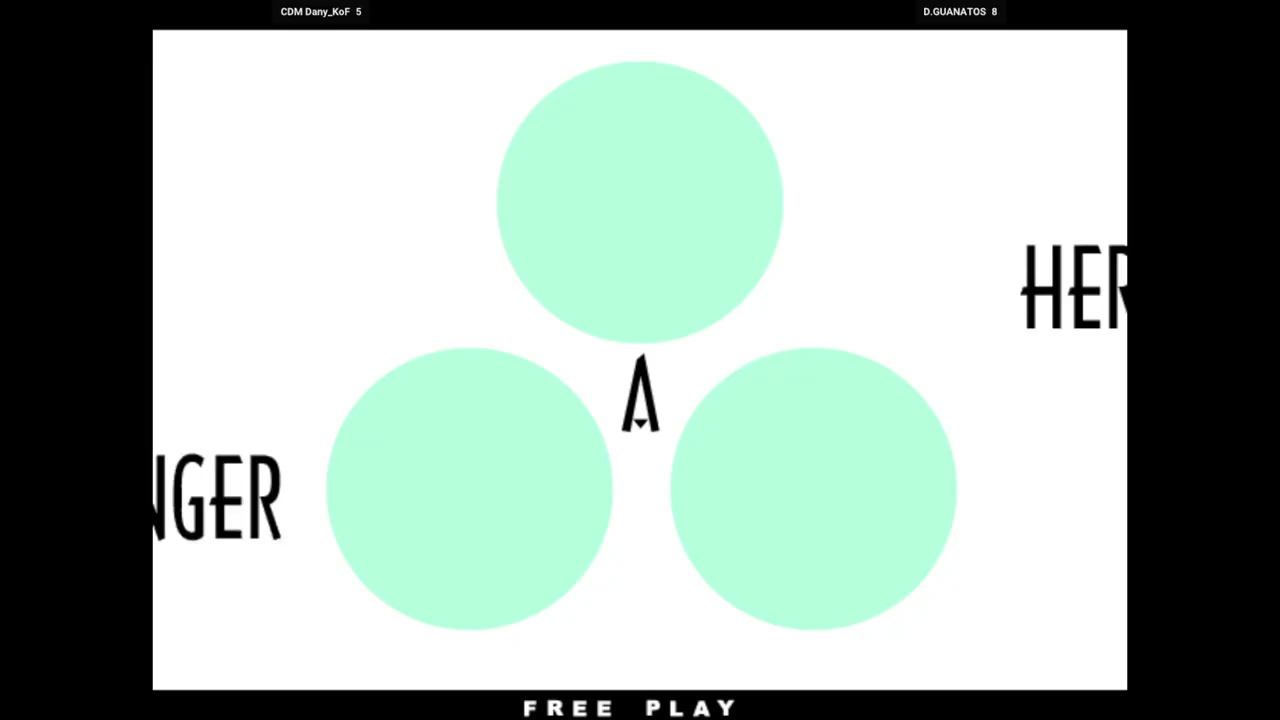 CDM Dany_KoF 5
D.GUANATOS 8
HER
A
NGER
FREE PLAY